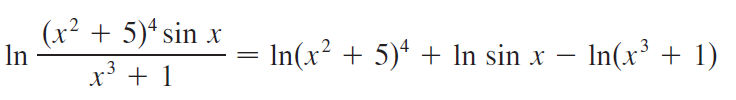 ln (x² + 5)⁴ sin x / x³ + 1 = ln(x² + 5)⁴ + ln sin x − ln(x³ + 1)